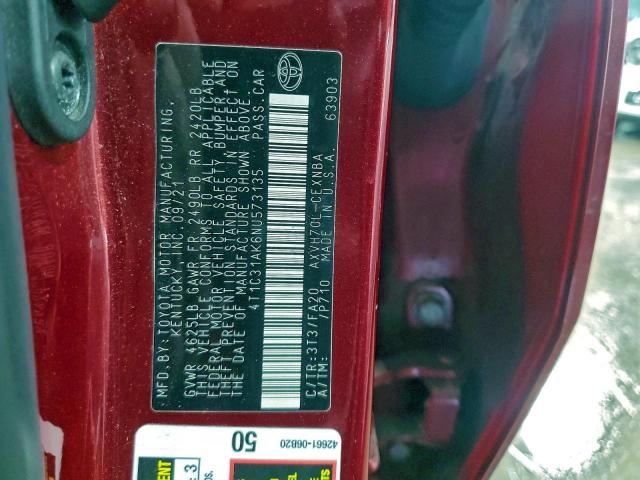 MFD. BY: TOYOTA MOTOR MANUFACTURING,
KENTUCKY, INC. 09/21
GVWR 4625LB GAWR FR 2490LB RR 2420LB
THIS VEHICLE CONFORMS TO ALL APPLICABLE
FEDERAL MOTOR VEHICLE SAFETY, BUMPER, AND
THEFT PREVENTION STANDARDS IN EFFECT ON
THE DATE OF MANUFACTURE SHOWN ABOVE.
4T1C31AK6NU573135 PASS.CAR
C/TR:3T3/FA20 AXVH70L-CEXNBA
A/TM: /P710 MADE IN U.S.A. 63903
50
42661-06B20
3